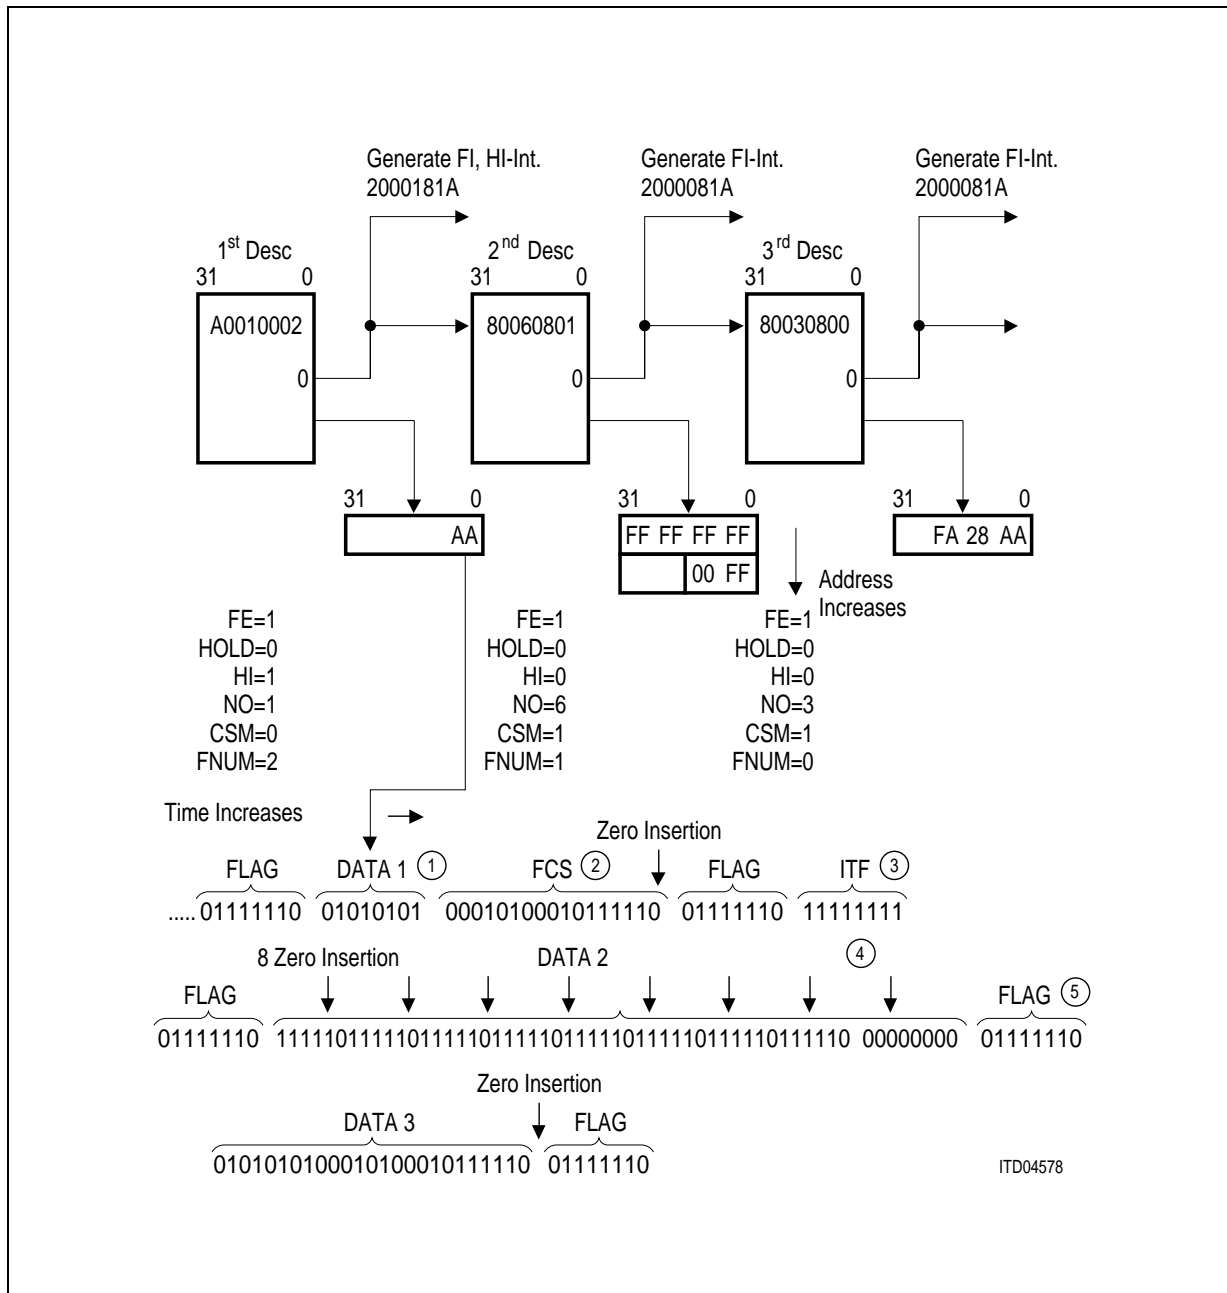 Generate FI, HI-Int.
2000181A
Generate FI-Int.
2000081A
Generate FI-Int.
2000081A
1st Desc
31 0
2nd Desc
31 0
3rd Desc
31 0
A0010002
0
80060801
0
80030800
0
31 0
AA
31 0
FF FF FF FF
00 FF
31 0
FA 28 AA
Address
Increases
FE=1
HOLD=0
HI=1
NO=1
CSM=0
FNUM=2
FE=1
HOLD=0
HI=0
NO=6
CSM=1
FNUM=1
FE=1
HOLD=0
HI=0
NO=3
CSM=1
FNUM=0
Time Increases
Zero Insertion
FLAG DATA 1 1 FCS 2 FLAG ITF 3
..... 01111110 01010101 00010100010111110 01111110 11111111
8 Zero Insertion DATA 2 4
FLAG FLAG 5
01111110 111110111110111110111110111110111110111110111110 00000000 01111110
Zero Insertion
DATA 3 FLAG
0101010100010100010111110 01111110
ITD04578